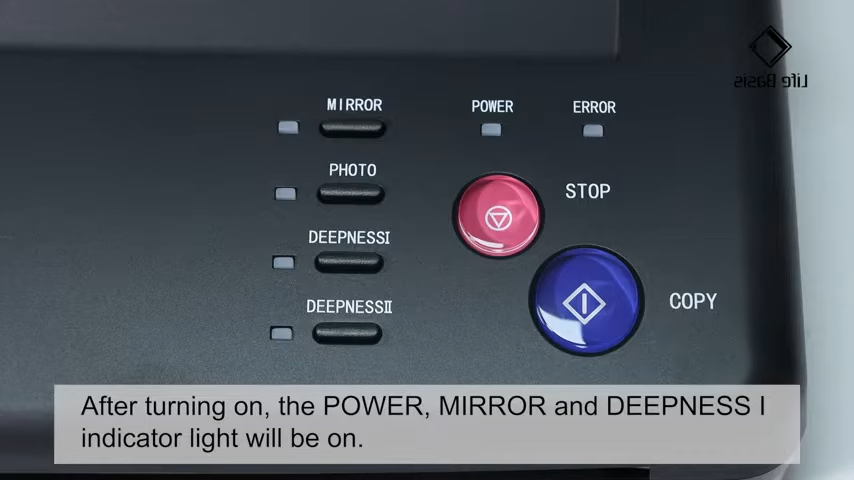 Life Basis
MIRROR
POWER
ERROR
PHOTO
STOP
DEEPNESSI
DEEPNESSII
COPY
After turning on, the POWER, MIRROR and DEEPNESS I
indicator light will be on.